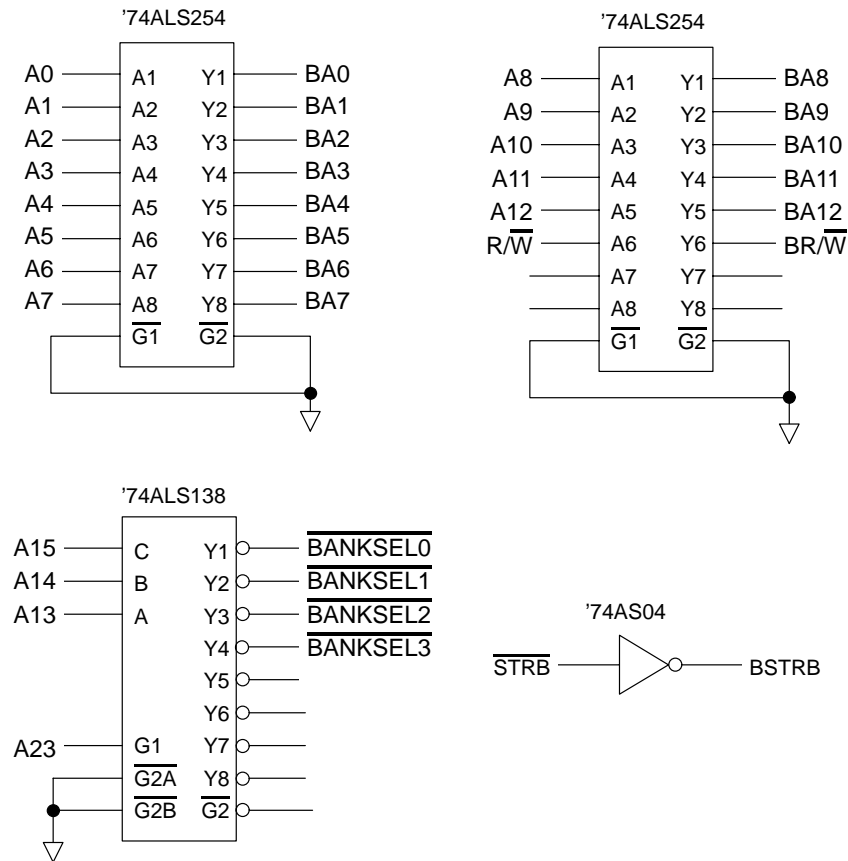 '74ALS254
A0 A1 Y1 BA0
A1 A2 Y2 BA1
A2 A3 Y3 BA2
A3 A4 Y4 BA3
A4 A5 Y5 BA4
A5 A6 Y6 BA5
A6 A7 Y7 BA6
A7 A8 Y8 BA7
G1 G2
'74ALS254
A8 A1 Y1 BA8
A9 A2 Y2 BA9
A10 A3 Y3 BA10
A11 A4 Y4 BA11
A12 A5 Y5 BA12
R/W A6 Y6 BR/W
A7 Y7
A8 Y8
G1 G2
'74ALS138
A15 C Y1 BANKSEL0
A14 B Y2 BANKSEL1
A13 A Y3 BANKSEL2
Y4 BANKSEL3
Y5
Y6
A23 G1 Y7
G2A Y8
G2B G2
'74AS04
STRB BSTRB